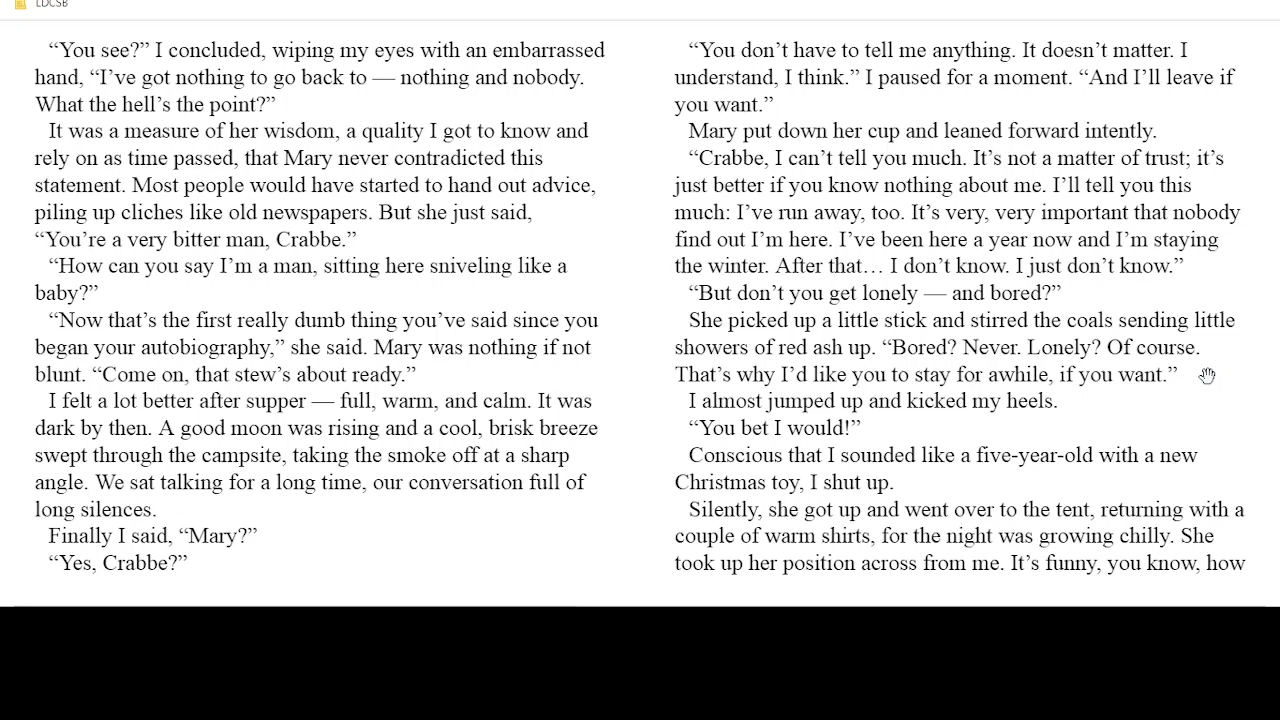 LDCSB
“You see?” I concluded, wiping my eyes with an embarrassed
hand, “I’ve got nothing to go back to — nothing and nobody.
What the hell’s the point?”
It was a measure of her wisdom, a quality I got to know and
rely on as time passed, that Mary never contradicted this
statement. Most people would have started to hand out advice,
piling up cliches like old newspapers. But she just said,
“You’re a very bitter man, Crabbe.”
“How can you say I’m a man, sitting here sniveling like a
baby?”
“Now that’s the first really dumb thing you’ve said since you
began your autobiography,” she said. Mary was nothing if not
blunt. “Come on, that stew’s about ready.”
I felt a lot better after supper — full, warm, and calm. It was
dark by then. A good moon was rising and a cool, brisk breeze
swept through the campsite, taking the smoke off at a sharp
angle. We sat talking for a long time, our conversation full of
long silences.
Finally I said, “Mary?”
“Yes, Crabbe?”
“You don’t have to tell me anything. It doesn’t matter. I
understand, I think.” I paused for a moment. “And I’ll leave if
you want.”
Mary put down her cup and leaned forward intently.
“Crabbe, I can’t tell you much. It’s not a matter of trust; it’s
just better if you know nothing about me. I’ll tell you this
much: I’ve run away, too. It’s very, very important that nobody
find out I’m here. I’ve been here a year now and I’m staying
the winter. After that… I don’t know. I just don’t know.”
“But don’t you get lonely — and bored?”
She picked up a little stick and stirred the coals sending little
showers of red ash up. “Bored? Never. Lonely? Of course.
That’s why I’d like you to stay for awhile, if you want.”
I almost jumped up and kicked my heels.
“You bet I would!”
Conscious that I sounded like a five-year-old with a new
Christmas toy, I shut up.
Silently, she got up and went over to the tent, returning with a
couple of warm shirts, for the night was growing chilly. She
took up her position across from me. It’s funny, you know, how